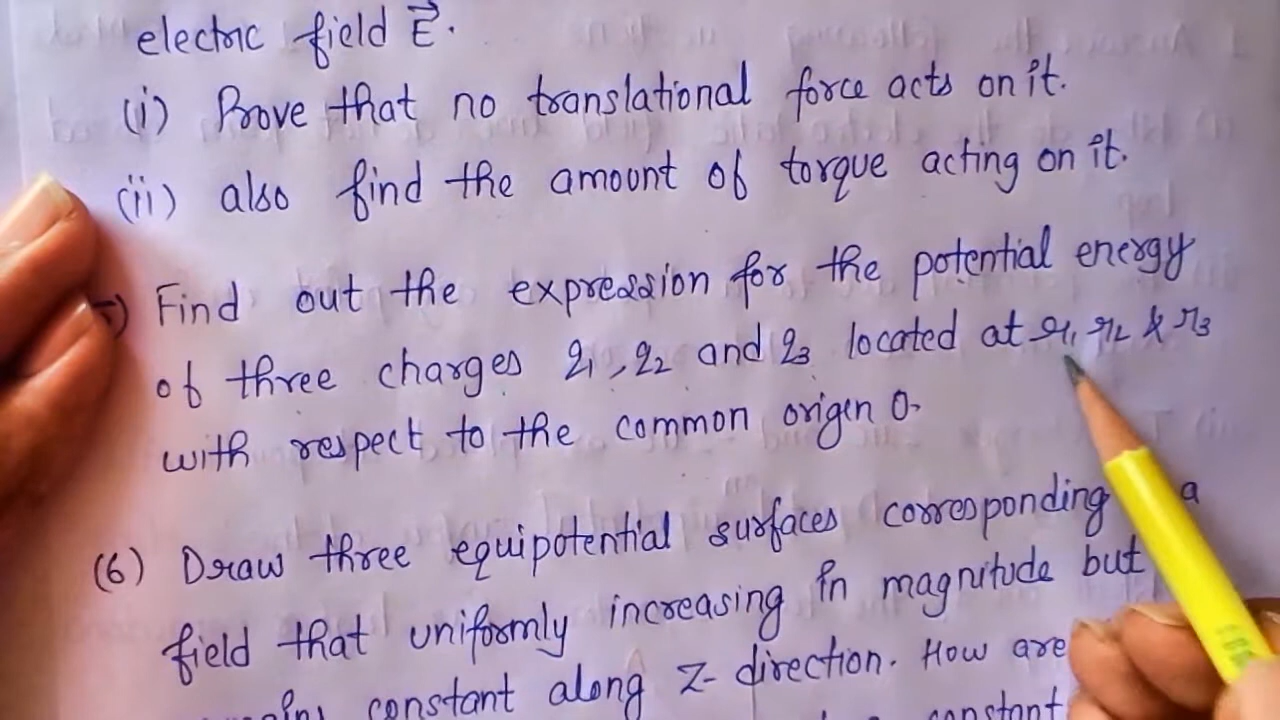 electric field E⃗.
(i) Prove that no translational force acts on it.
(ii) also find the amount of torque acting on it.
) Find out the expression for the potential energy
of three charges q1, q2 and q3 located at r1, r2 & r3
with respect to the common origen O.
(6) Draw three equipotential surfaces corresponding a
field that uniformly increasing in magnitude but
constant along Z-direction. How are
constant